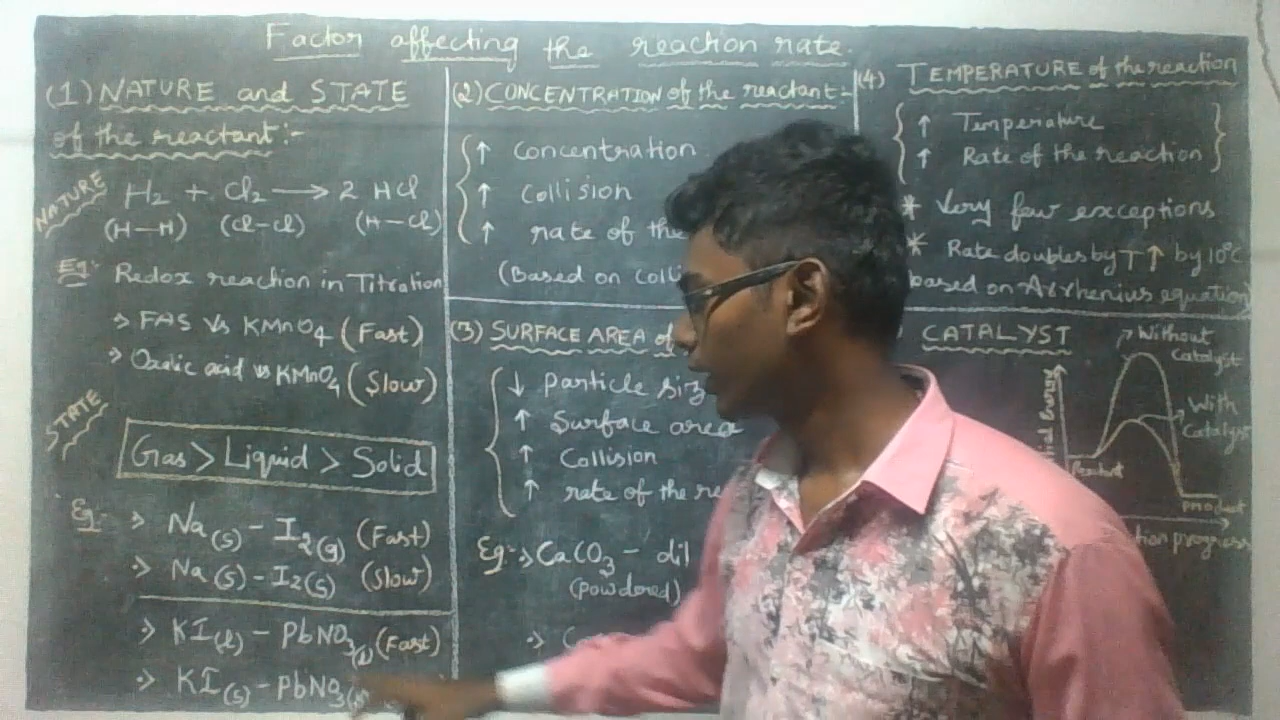 Factor affecting the reaction rate.
(1) NATURE and STATE
of the reactant:-
NATURE
H2 + Cl2 ⟶ 2 HCl
(H-H) (Cl-Cl) (H-Cl)
Eg:- Redox reaction in Titration
> FAS Vs KMnO4 (Fast)
> Oxalic acid vs KMnO4 (Slow)
STATE
Gas > Liquid > Solid
Eg:- > Na(s) - I2(g) (Fast)
> Na(s) - I2(s) (Slow)
> KI(l) - PbNO3(l) (Fast)
> KI(s) - PbNO3(s)
(2) CONCENTRATION of the reactant:-
↑ Concentration
↑ Collision
↑ rate of the
(Based on colli
(3) SURFACE AREA of
↓ particle siz
↑ Surface area
↑ Collision
↑ rate of the re
Eg:- > CaCO3 - dil
(powdored)
> C
(4) TEMPERATURE of the reaction
↑ Temperature
↑ Rate of the reaction
* Very few exceptions
* Rate doubles by T ↑ by 10°C
based on Arrhenius equation)
CATALYST
Without
Catalyst
With
Catalyst
product
tion progress